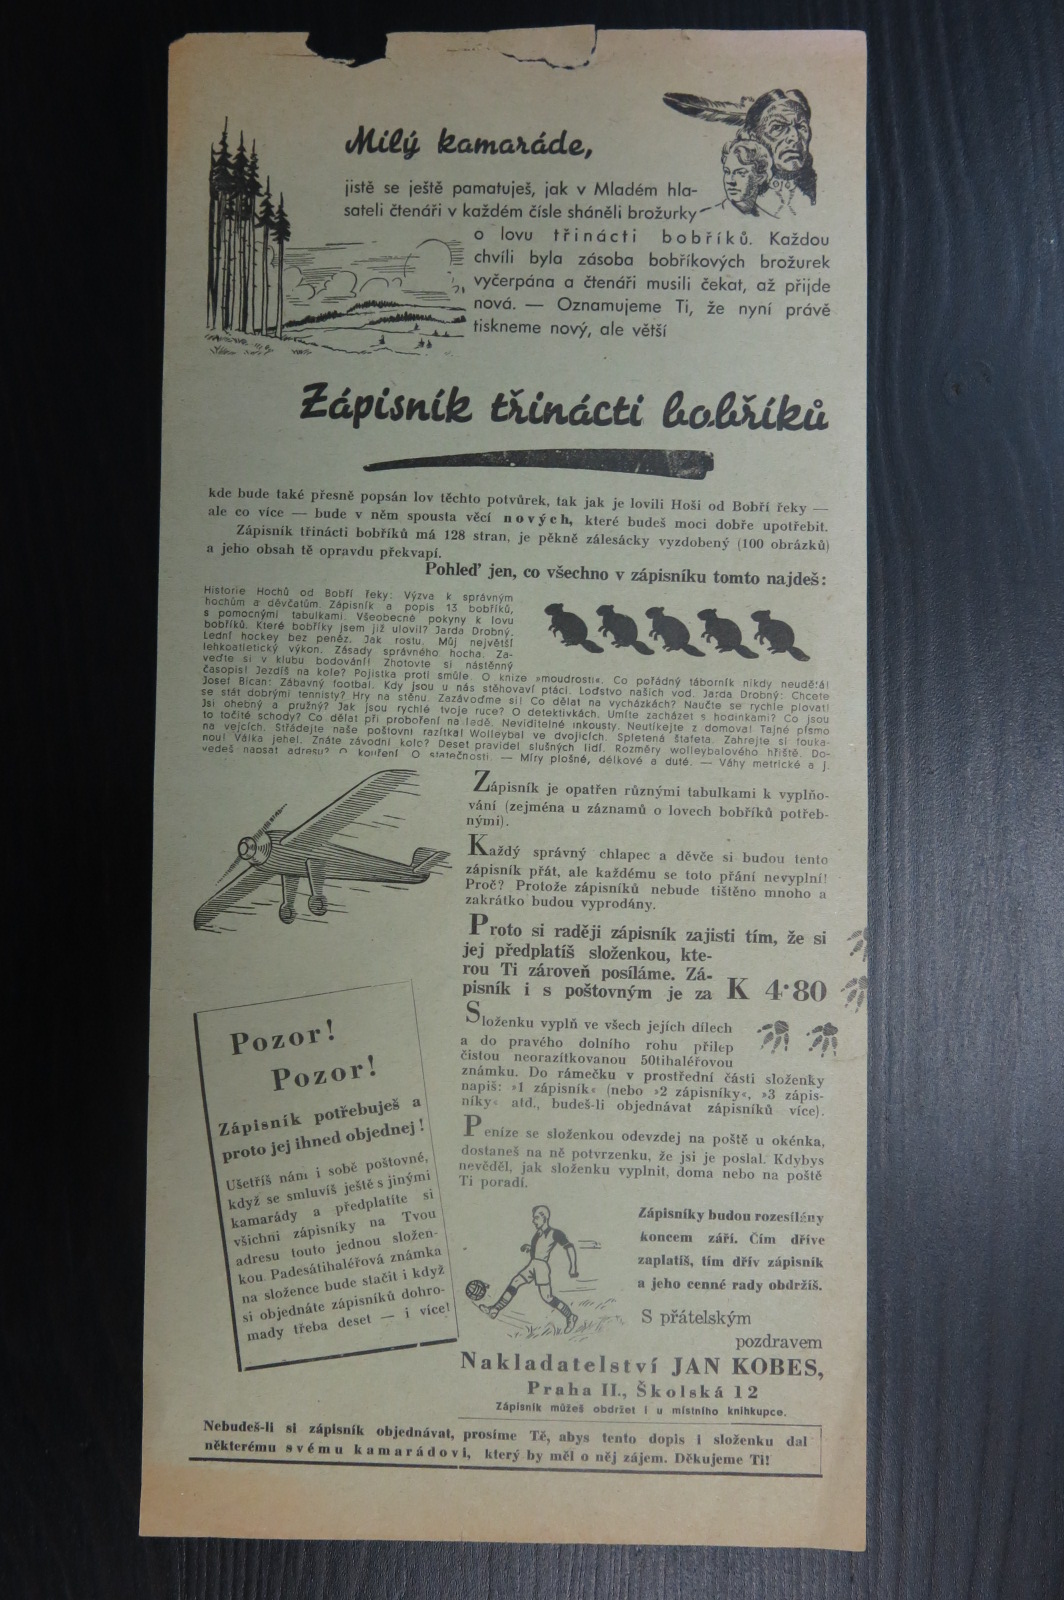 Milý kamaráde,
jistě se ještě pamatuješ, jak v Mladém hla-
sateli čtenáři v každém čísle sháněli brožurky
o lovu třinácti bobříků. Každou
chvíli byla zásoba bobříkových brožurek
vyčerpána a čtenáři musili čekat, až přijde
nová. — Oznamujeme Ti, že nyní právě
tiskneme nový, ale větší
Zápisník třinácti bobříků
kde bude také přesně popsán lov těchto potvůrek, tak jak je lovili Hoši od Bobří řeky —
ale co více — bude v něm spousta věcí nových, které budeš moci dobře upotřebit.
Zápisník třinácti bobříků má 128 stran, je pěkně zálesácky vyzdobený (100 obrázků)
a jeho obsah tě opravdu překvapí.
Pohleď jen, co všechno v zápisníku tomto najdeš:
Historie Hochů od Bobří řeky: Výzva k správným
hochům a děvčatům. Zápisník a popis 13 bobříků,
s pomocnými tabulkami. Všeobecné pokyny k lovu
bobříků. Které bobříky jsem již ulovil? Jarda Drobný.
Lední hockey bez peněz. Jak rostu. Můj největší
lehkoatletický výkon. Zásady správného hocha. Za-
veďte si v klubu bodování! Zhotovte si nástěnný
časopis! Jezdíš na kole? Pojistka proti smůle. O knize »moudrosti«. Co pořádný táborník nikdy neudělá!
Josef Bican: Zábavný footbal. Kdy jsou u nás stěhovaví ptáci. Loďstvo našich vod. Jarda Drobný: Chcete
se stát dobrými tennisty? Hry na stěnu. Zazávoďme si! Co dělat na vycházkách? Naučte se rychle plovat!
Jsi ohebný a pružný? Jak jsou rychlé tvoje ruce? O detektivkách. Umíte zacházet s hodinkami? Co jsou
to točité schody? Co dělat při proboření na ledě. Neviditelné inkousty. Neutíkejte z domova! Tajné písmo
na vejcích. Střádejte naše poštovní razítka! Wolleybal ve dvojicích. Spletená štafeta. Zahrejte si fouka-
nou! Válka jehel. Znáte závodní kolo? Deset pravidel slušných lidí. Rozměry wolleybalového hřiště. Do-
vedeš napsat adresu? O kouření. O statečnosti. — Míry plošné, délkové a duté. — Váhy metrické a j.
Zápisník je opatřen různými tabulkami k vyplňo-
vání (zejména u záznamů o lovech bobříků potřeb-
nými).
Každý správný chlapec a děvče si budou tento
zápisník přát, ale každému se toto přání nevyplní!
Proč? Protože zápisníků nebude tištěno mnoho a
zakrátko budou vyprodány.
Proto si raději zápisník zajisti tím, že si
jej předplatíš složenkou, kte-
rou Ti zároveň posíláme. Zá-
pisník i s poštovným je za K 4·80
Složenku vyplň ve všech jejích dílech
a do pravého dolního rohu přilep
čistou neorazítkovanou 50tihaléřovou
známku. Do rámečku v prostřední části složenky
napiš: »1 zápisník« (nebo »2 zápisníky«, »3 zápis-
níky« atd., budeš-li objednávat zápisníků více).
Peníze se složenkou odevzdej na poště u okénka,
dostaneš na ně potvrzenku, že jsi je poslal. Kdybys
nevěděl, jak složenku vyplnit, doma nebo na poště
Ti poradí.
Pozor!
Pozor!
Zápisník potřebuješ a
proto jej ihned objednej!
Ušetříš nám i sobě poštovné,
když se smluvíš ještě s jinými
kamarády a předplatíte si
všichni zápisníky na Tvou
adresu touto jednou složen-
kou. Padesátihaléřová známka
na složence bude stačit i když
si objednáte zápisníků dohro-
mady třeba deset — i více!
Zápisníky budou rozesílány
koncem září. Čím dříve
zaplatíš, tím dřív zápisník
a jeho cenné rady obdržíš.
S přátelským
pozdravem
Nakladatelství JAN KOBES,
Praha II., Školská 12
Zápisník můžeš obdržet i u místního knihkupce.
Nebudeš-li si zápisník objednávat, prosíme Tě, abys tento dopis i složenku dal
některému svému kamarádovi, který by měl o něj zájem. Děkujeme Ti!